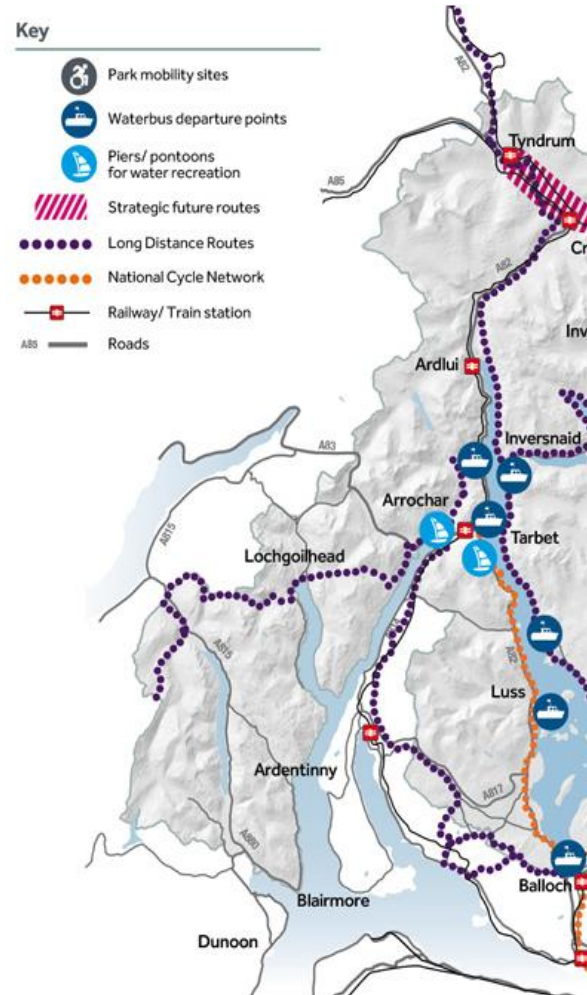 Key
Park mobility sites
Waterbus departure points
Piers/ pontoons
for water recreation
Strategic future routes
Long Distance Routes
National Cycle Network
Railway/ Train station
A85 Roads
A82
Tyndrum
A85
Cr
A82
Inv
Ardlui
Inversnaid
A83
Arrochar
A815
Tarbet
Lochgoilhead
A815
A82
Luss
Ardentinny
A817
A880
Balloch
Blairmore
Dunoon